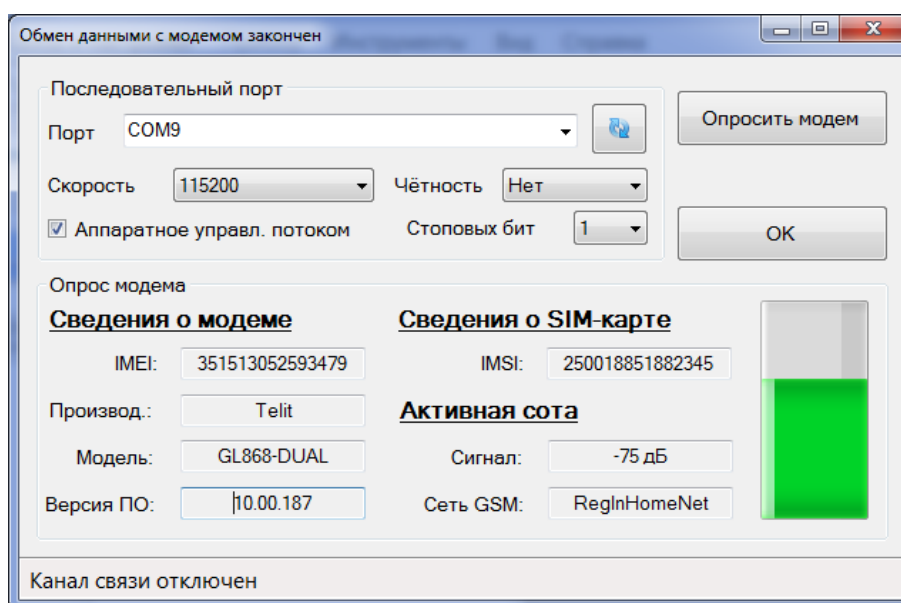 Обмен данными с модемом закончен
Последовательный порт
Порт COM9
Опросить модем
Скорость 115200 Чётность Нет
Аппаратное управл. потоком Стоповых бит 1
OK
Опрос модема
Сведения о модеме Сведения о SIM-карте
IMEI: 351513052593479 IMSI: 250018851882345
Производ.: Telit Активная сота
Модель: GL868-DUAL Сигнал: -75 дБ
Версия ПО: 10.00.187 Сеть GSM: RegInHomeNet
Канал связи отключен